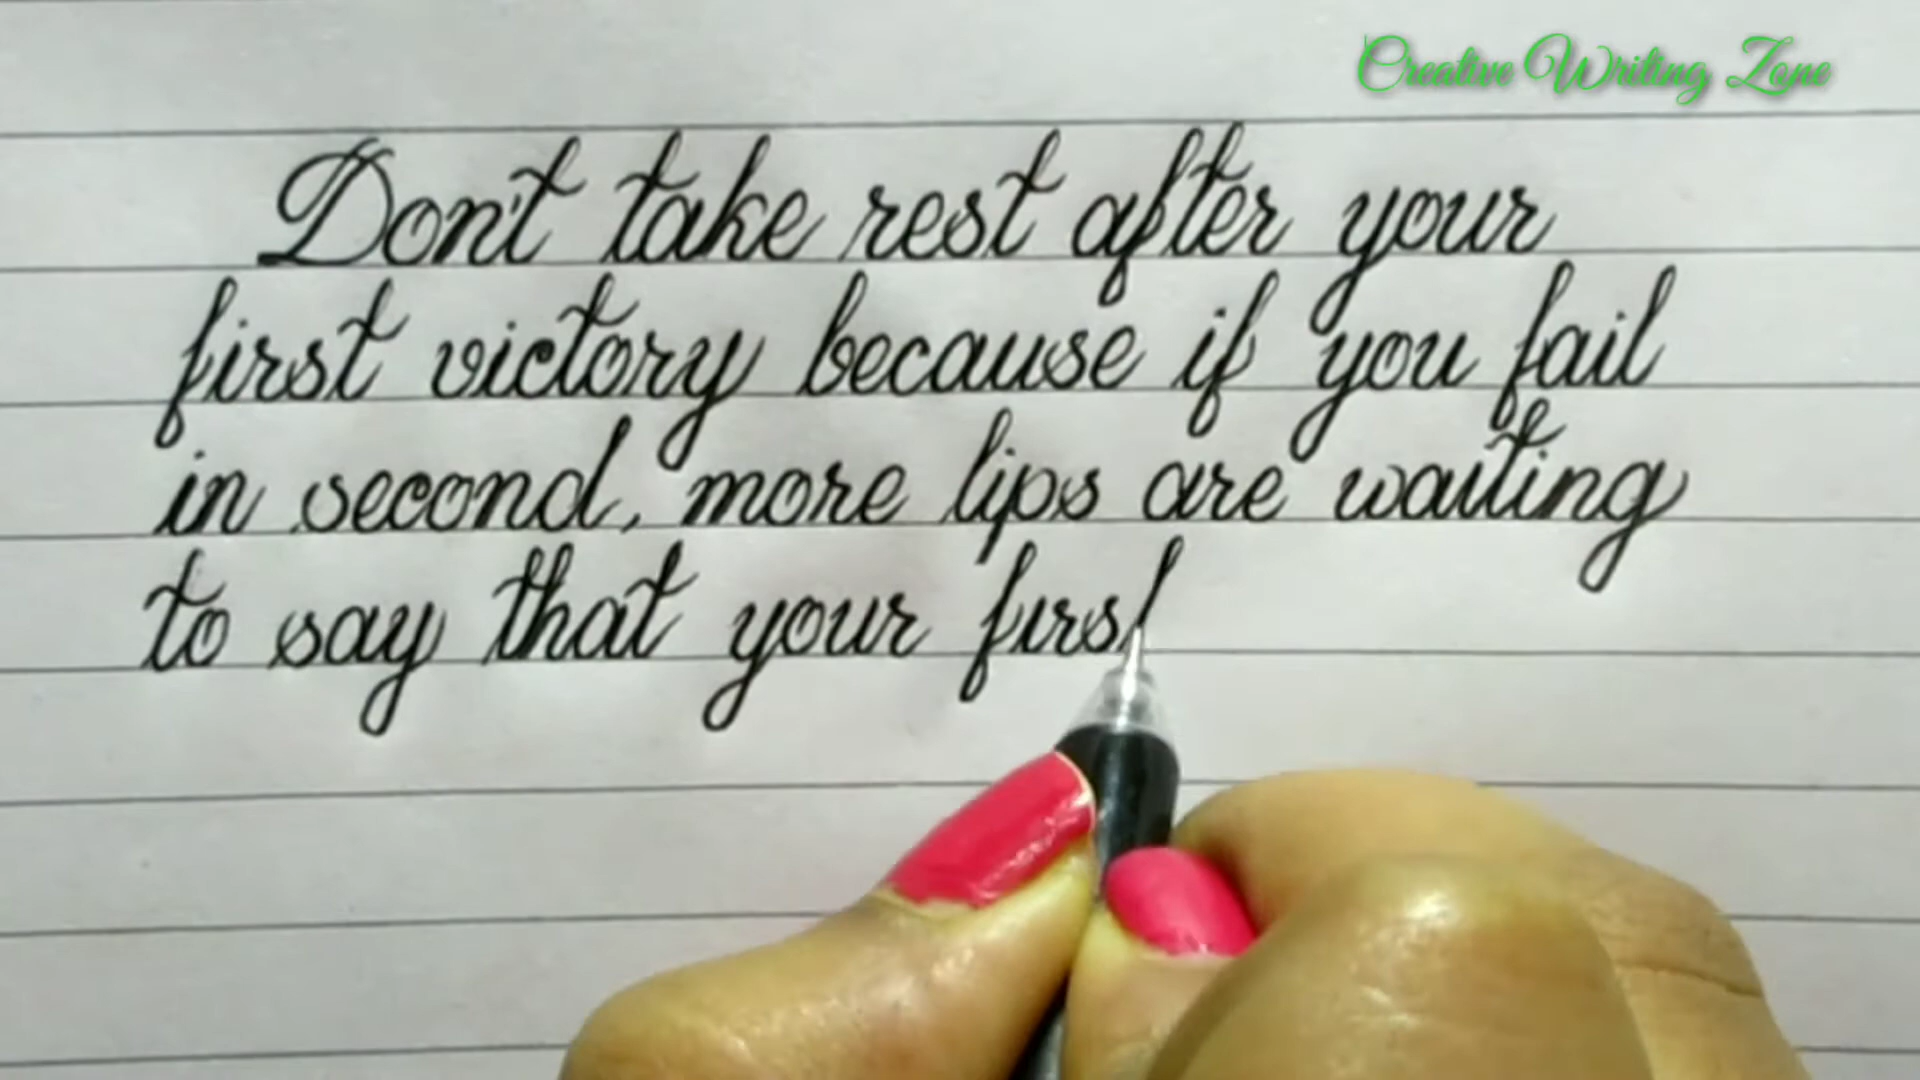 Creative Writing Zone
Don't take rest after your
first victory because if you fail
in second, more lips are waiting
to say that your first